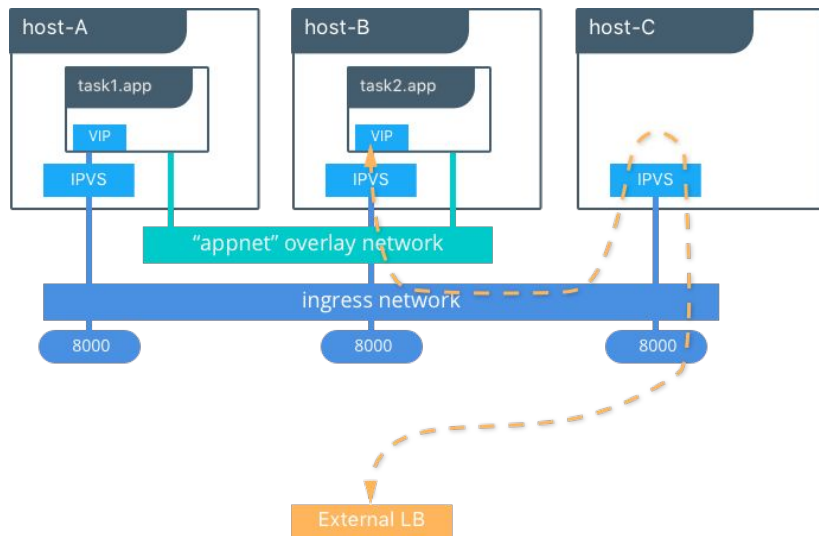 host-A
host-B
host-C
task1.app
task2.app
VIP
VIP
IPVS
IPVS
IPVS
“appnet” overlay network
ingress network
8000
8000
8000
External LB